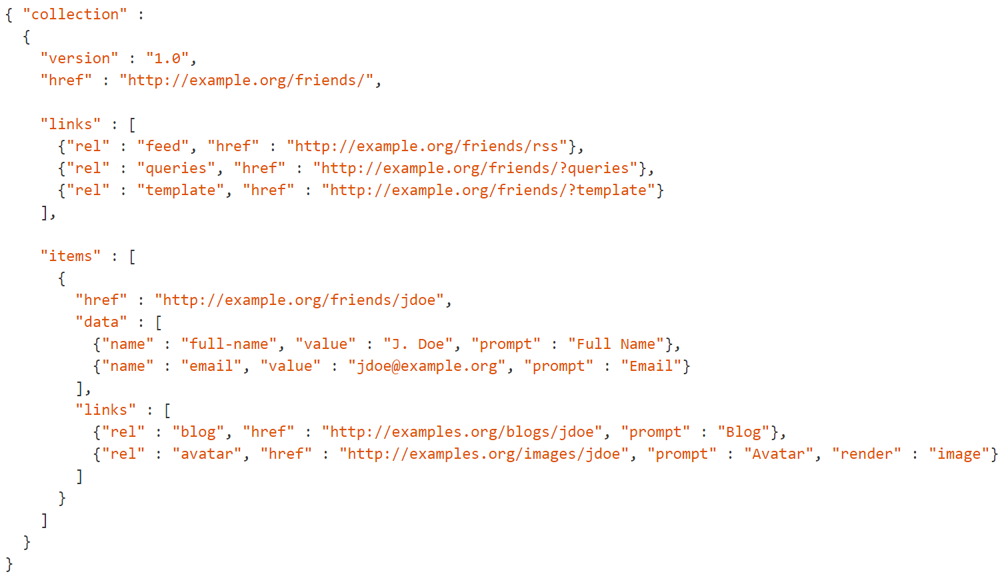 { "collection" :
  {
    "version" : "1.0",
    "href" : "http://example.org/friends/",

    "links" : [
      {"rel" : "feed", "href" : "http://example.org/friends/rss"},
      {"rel" : "queries", "href" : "http://example.org/friends/?queries"},
      {"rel" : "template", "href" : "http://example.org/friends/?template"}
    ],

    "items" : [
      {
        "href" : "http://example.org/friends/jdoe",
        "data" : [
          {"name" : "full-name", "value" : "J. Doe", "prompt" : "Full Name"},
          {"name" : "email", "value" : "jdoe@example.org", "prompt" : "Email"}
        ],
        "links" : [
          {"rel" : "blog", "href" : "http://examples.org/blogs/jdoe", "prompt" : "Blog"},
          {"rel" : "avatar", "href" : "http://examples.org/images/jdoe", "prompt" : "Avatar", "render" : "image"}
        ]
      }
    ]
  }
}